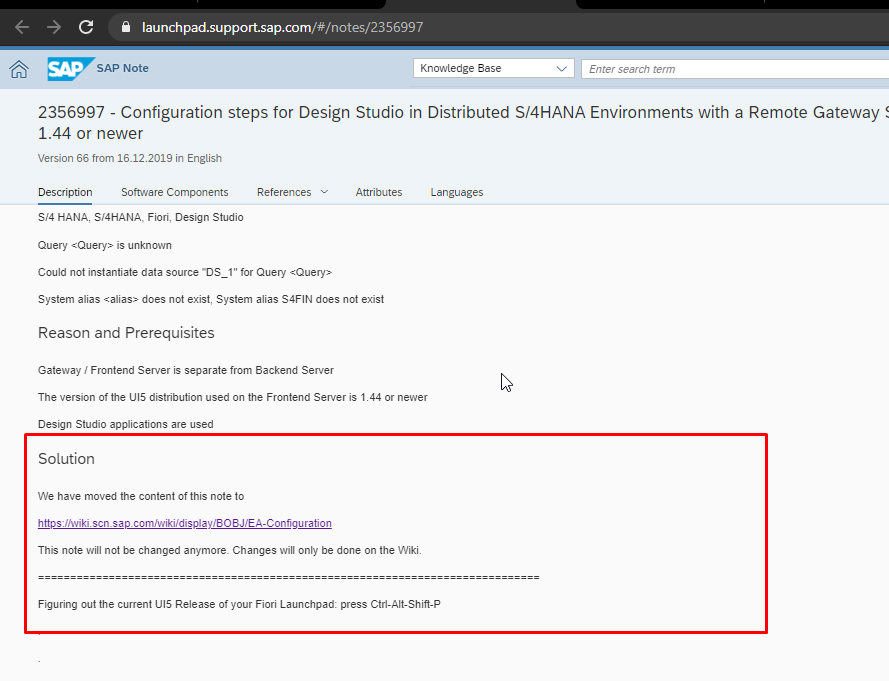 launchpad.support.sap.com/#/notes/2356997
SAP SAP Note
Knowledge Base
Enter search term
2356997 - Configuration steps for Design Studio in Distributed S/4HANA Environments with a Remote Gateway S
1.44 or newer
Version 66 from 16.12.2019 in English
Description Software Components References Attributes Languages
S/4 HANA, S/4HANA, Fiori, Design Studio
Query <Query> is unknown
Could not instantiate data source "DS_1" for Query <Query>
System alias <alias> does not exist, System alias S4FIN does not exist
Reason and Prerequisites
Gateway / Frontend Server is separate from Backend Server
The version of the UI5 distribution used on the Frontend Server is 1.44 or newer
Design Studio applications are used
Solution
We have moved the content of this note to
https://wiki.scn.sap.com/wiki/display/BOBJ/EA-Configuration
This note will not be changed anymore. Changes will only be done on the Wiki.
==============================================================================
Figuring out the current UI5 Release of your Fiori Launchpad: press Ctrl-Alt-Shift-P
.
.